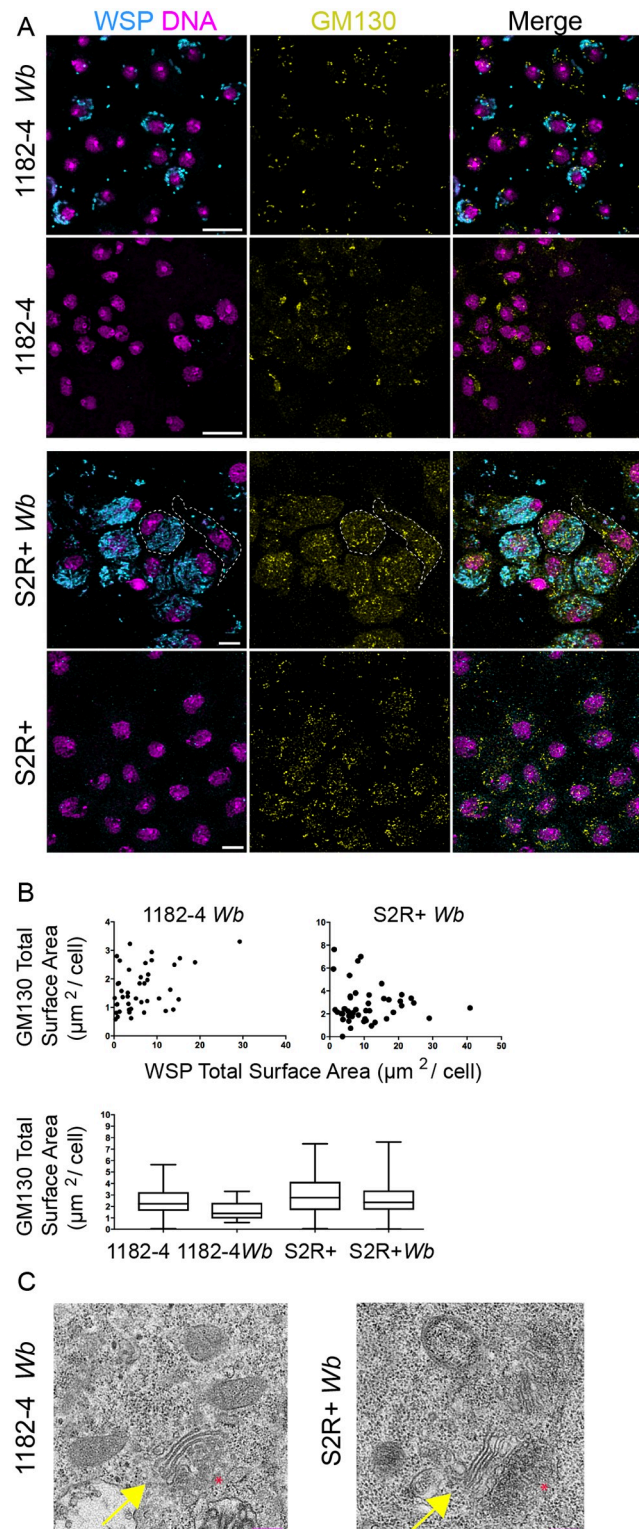 A
WSP DNA GM130 Merge
1182-4 Wb
1182-4
S2R+ Wb
S2R+
B
1182-4 Wb S2R+ Wb
GM130 Total
Surface Area
(µm 2 / cell)
4
3
2
1
0
0 10 20 30 40
10
8
6
4
2
0
0 10 20 30 40 50
WSP Total Surface Area (µm 2 / cell)
GM130 Total
Surface Area
(µm 2 / cell)
10
9
8
7
6
5
4
3
2
1
0
1182-4 1182-4Wb S2R+ S2R+Wb
C
1182-4 Wb
S2R+ Wb
*
*